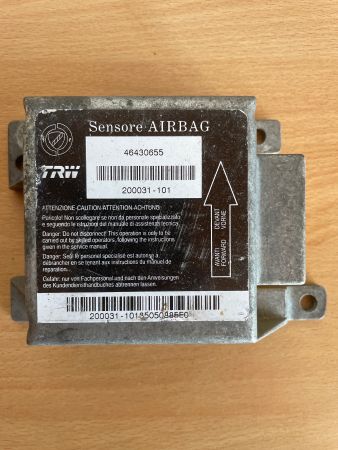 Sensore AIRBAG
TRW
46430655
200031-101
ATTENZIONE-CAUTION-ATTENTION-ACHTUNG
Pericolo! Non scollegare se non da personale specializzato
e seguendo le istruzioni del manuale di assistenza tecnica.
Danger: Do not disconnect! This operation is only to be
carried out by skilled operators, following the instructions
given in the service manual.
Danger: Seul le personnel spécialisé est autorisé à
débrancher en se tenant aux instructions du manuel de
réparation.
Gefahr: nur von Fachpersonal und nach den Anweisungen
des Kundendiensthandbuches abtrennen lassen.
AVANTI
FORWARD
DEVANT
VORNE